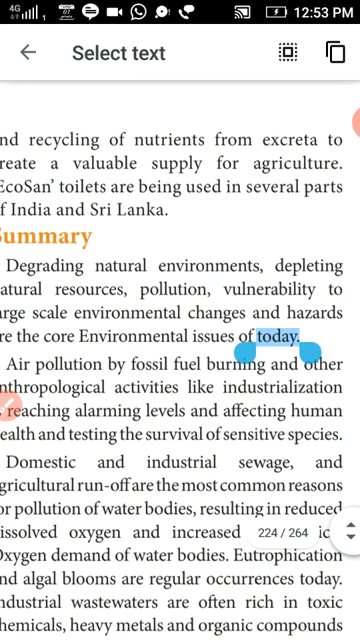 4G
1
12:53 PM
Select text
nd recycling of nutrients from excreta to
reate a valuable supply for agriculture.
EcoSan' toilets are being used in several parts
f India and Sri Lanka.
Summary
Degrading natural environments, depleting
atural resources, pollution, vulnerability to
arge scale environmental changes and hazards
re the core Environmental issues of today.
Air pollution by fossil fuel burning and other
nthropological activities like industrialization
reaching alarming levels and affecting human
ealth and testing the survival of sensitive species.
Domestic and industrial sewage, and
gricultural run-off are the most common reasons
or pollution of water bodies, resulting in reduced
issolved oxygen and increased
224 / 264
Oxygen demand of water bodies. Eutrophication
nd algal blooms are regular occurrences today.
ndustrial wastewaters are often rich in toxic
hemicals, heavy metals and organic compounds